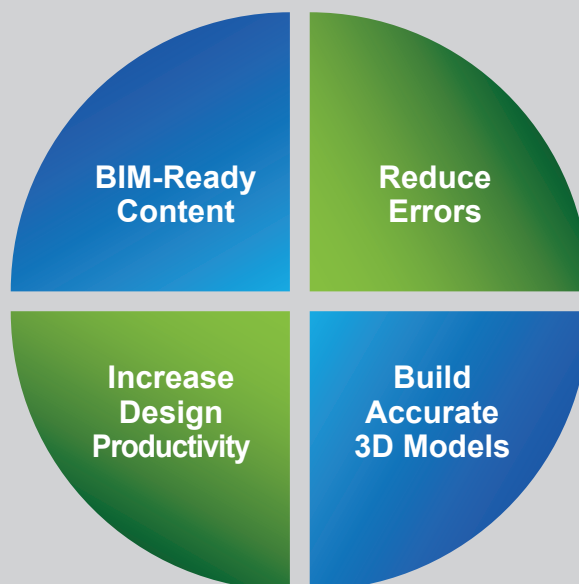 BIM-Ready
Content
Reduce
Errors
Increase
Design
Productivity
Build
Accurate
3D Models